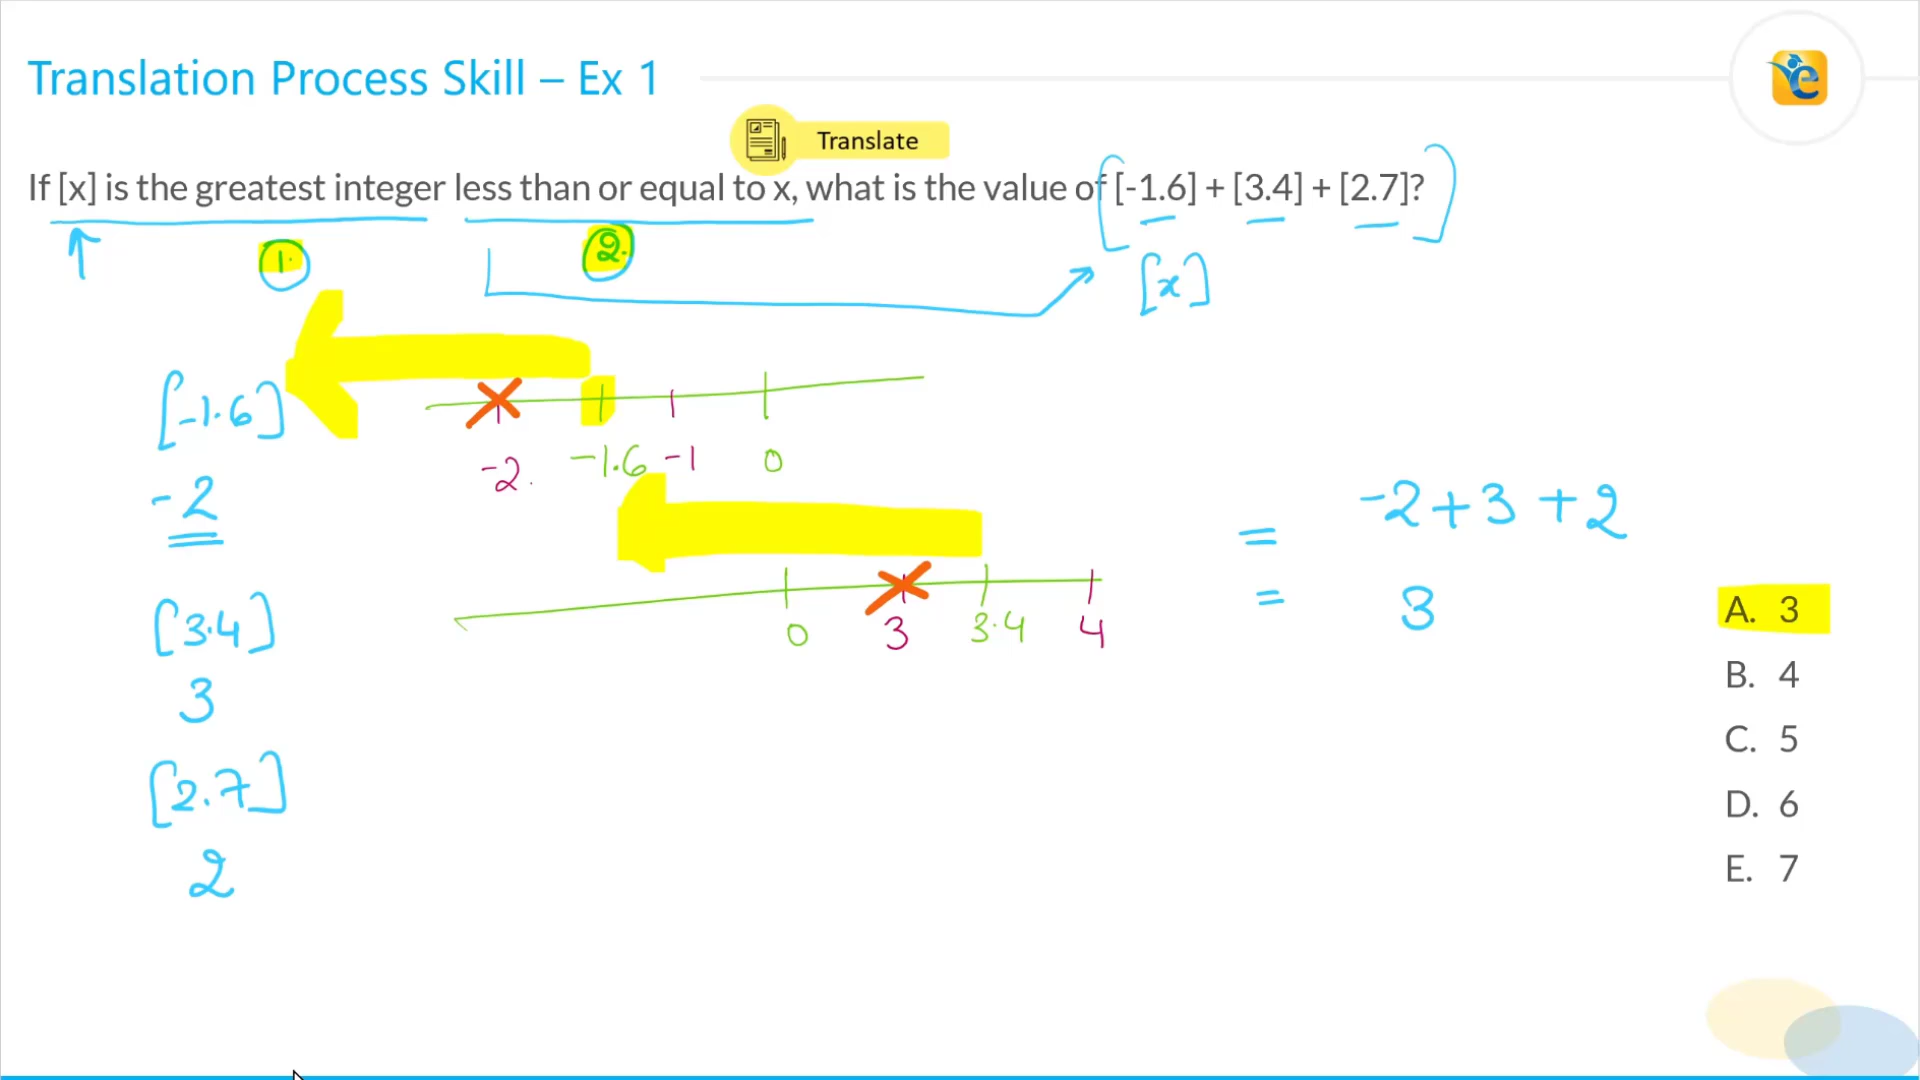 Translation Process Skill – Ex 1
Translate
If [x] is the greatest integer less than or equal to x, what is the value of [-1.6] + [3.4] + [2.7]?
1.
2.
[x]
[-1.6]
-2
-2. -1.6 -1 0
[3.4]
3
0 3 3.4 4
[2.7]
2
= -2+3+2
= 3
A. 3
B. 4
C. 5
D. 6
E. 7
e